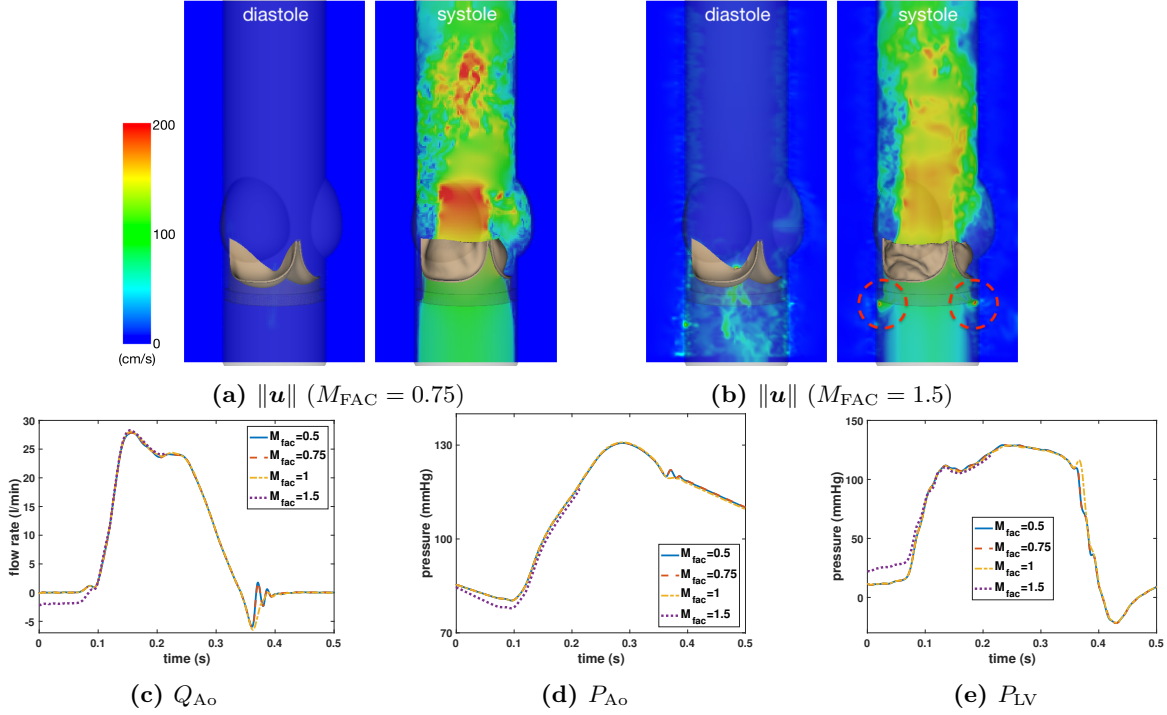 diastole
systole
diastole
systole
200
100
0
(cm/s)
(a) ‖u‖ (M_FAC = 0.75)
(b) ‖u‖ (M_FAC = 1.5)
30
25
20
15
10
5
0
-5
flow rate (l/min)
0
0.1
0.2
0.3
0.4
0.5
time (s)
M_fac=0.5
M_fac=0.75
M_fac=1
M_fac=1.5
(c) Q_Ao
130
100
70
pressure (mmHg)
0
0.1
0.2
0.3
0.4
0.5
time (s)
M_fac=0.5
M_fac=0.75
M_fac=1
M_fac=1.5
(d) P_Ao
150
100
50
0
pressure (mmHg)
0
0.1
0.2
0.3
0.4
0.5
time (s)
M_fac=0.5
M_fac=0.75
M_fac=1
M_fac=1.5
(e) P_LV